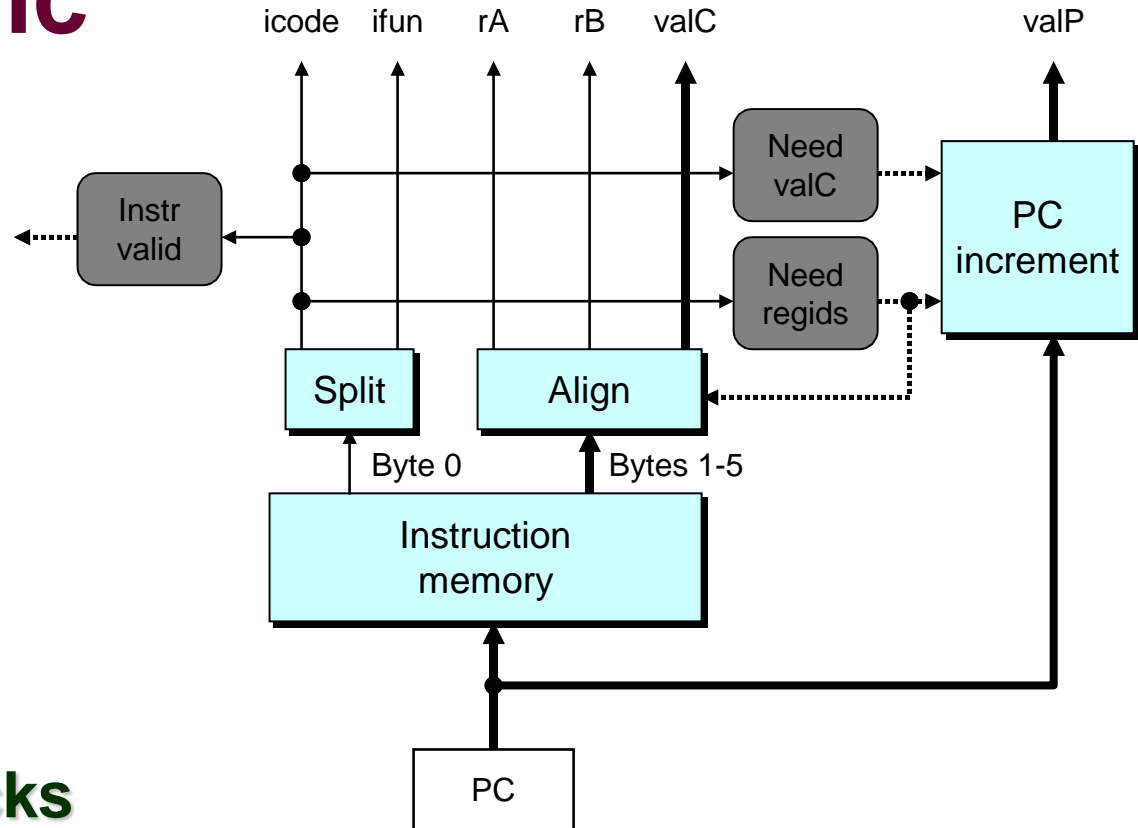 ic
icode ifun rA rB valC valP
Need
valC
Instr
valid
PC
increment
Need
regids
Split
Align
Byte 0
Bytes 1-5
Instruction
memory
PC
cks